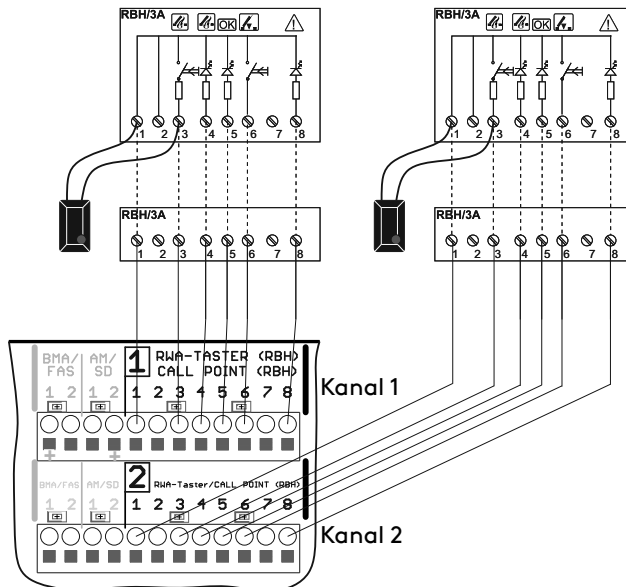 RBH/3A OK
1 2 3 4 5 6 7 8
RBH/3A OK
1 2 3 4 5 6 7 8
RBH/3A
1 2 3 4 5 6 7 8
RBH/3A
1 2 3 4 5 6 7 8
BMA/ FAS
AM/ SD
1 RWA-TASTER (RBH)
CALL POINT (RBH)
1 2 1 2 1 2 3 4 5 6 7 8
Kanal 1
+ +
BMA/FAS AM/SD 2 RWA-Taster/CALL POINT (RBH)
1 2 1 2 1 2 3 4 5 6 7 8
Kanal 2